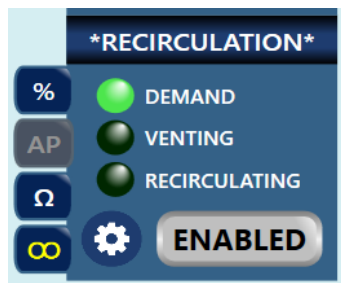 *RECIRCULATION*
%
DEMAND
AP
VENTING
Ω
RECIRCULATING
∞
ENABLED